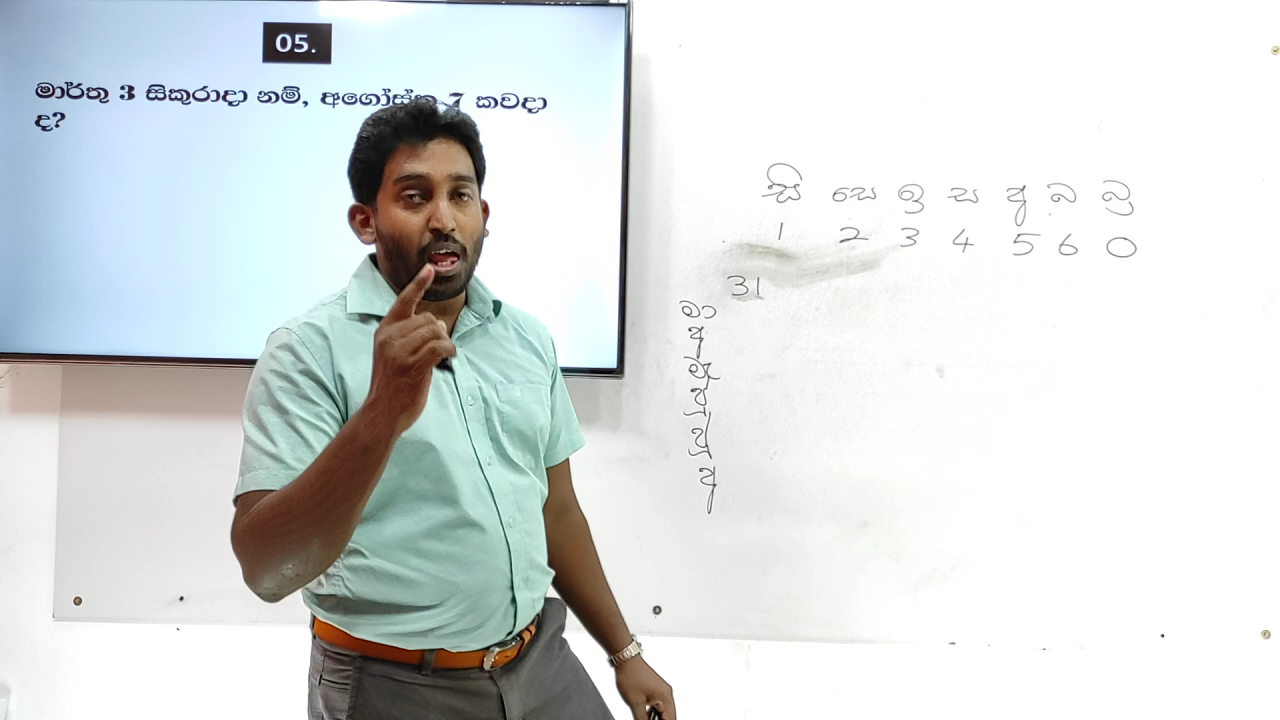 05.
මාර්තු 3 සිකුරාදා නම්, අගෝස්තු 7 කවදා
ද?
සි සෙ ඉ ස අ බ බ්‍ර
1 2 3 4 5 6 0
31
මා
අ
මැ
ජූ
ජූ
අ